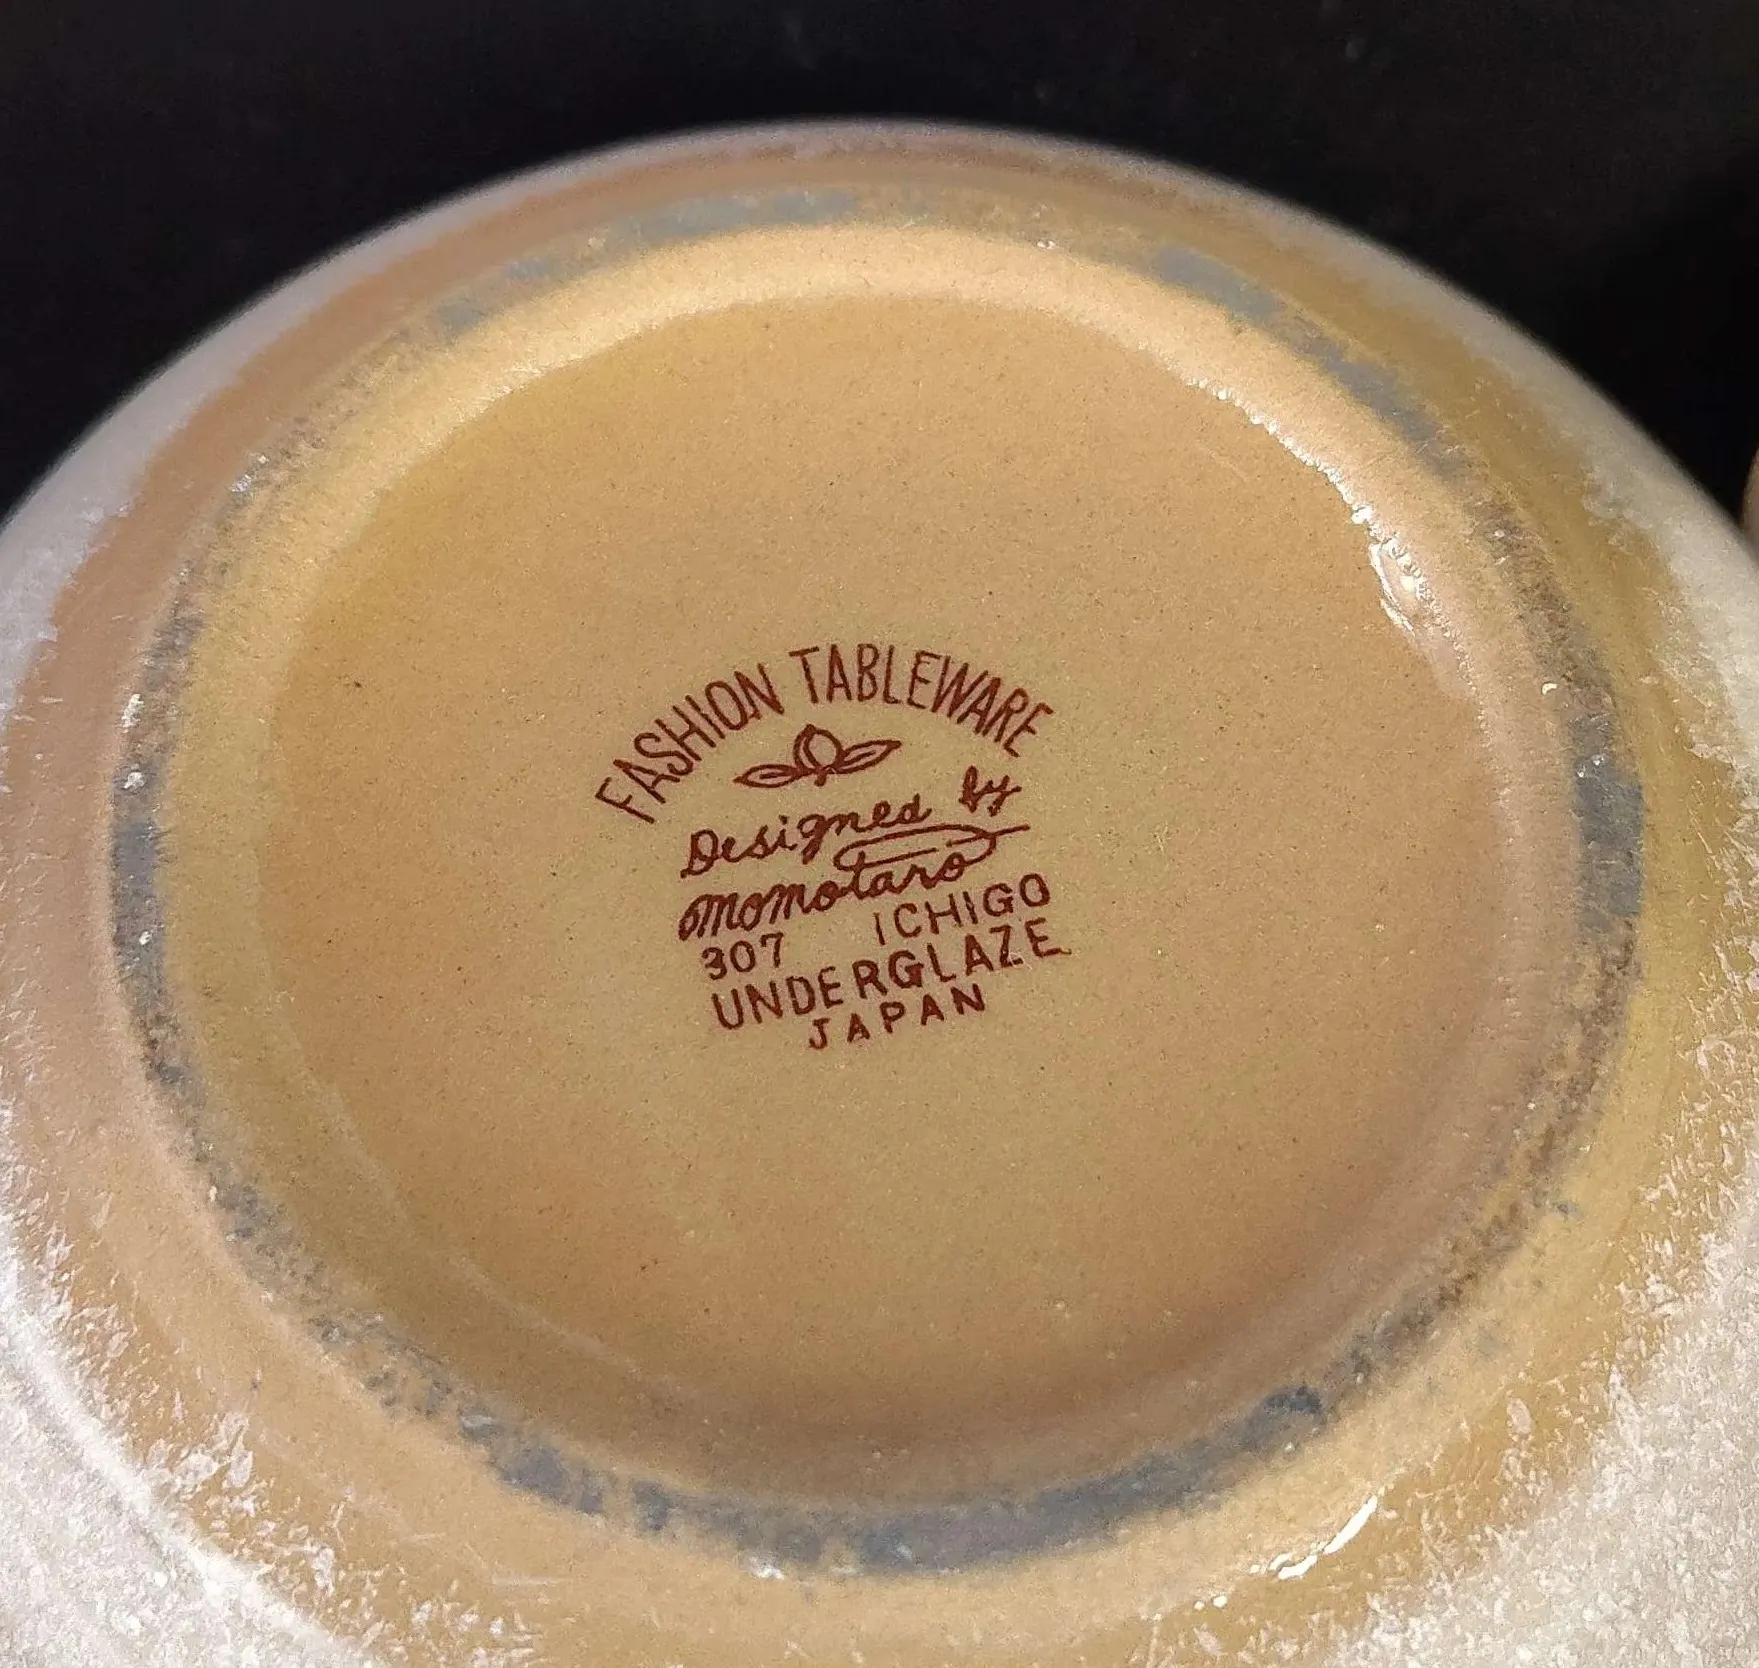 FASHION TABLEWARE
Designed by
Momotaro
307 ICHIGO
UNDERGLAZE
JAPAN